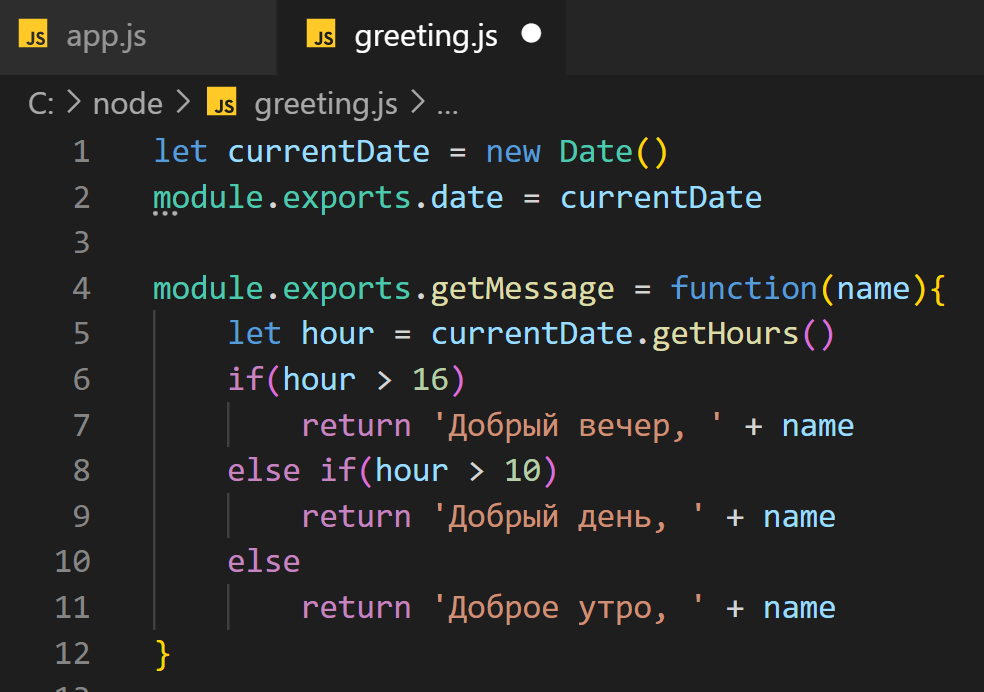 JS app.js JS greeting.js
C: > node > JS greeting.js > ...
1 let currentDate = new Date()
2 module.exports.date = currentDate
3
4 module.exports.getMessage = function(name){
5 let hour = currentDate.getHours()
6 if(hour > 16)
7 return 'Добрый вечер, ' + name
8 else if(hour > 10)
9 return 'Добрый день, ' + name
10 else
11 return 'Доброе утро, ' + name
12 }